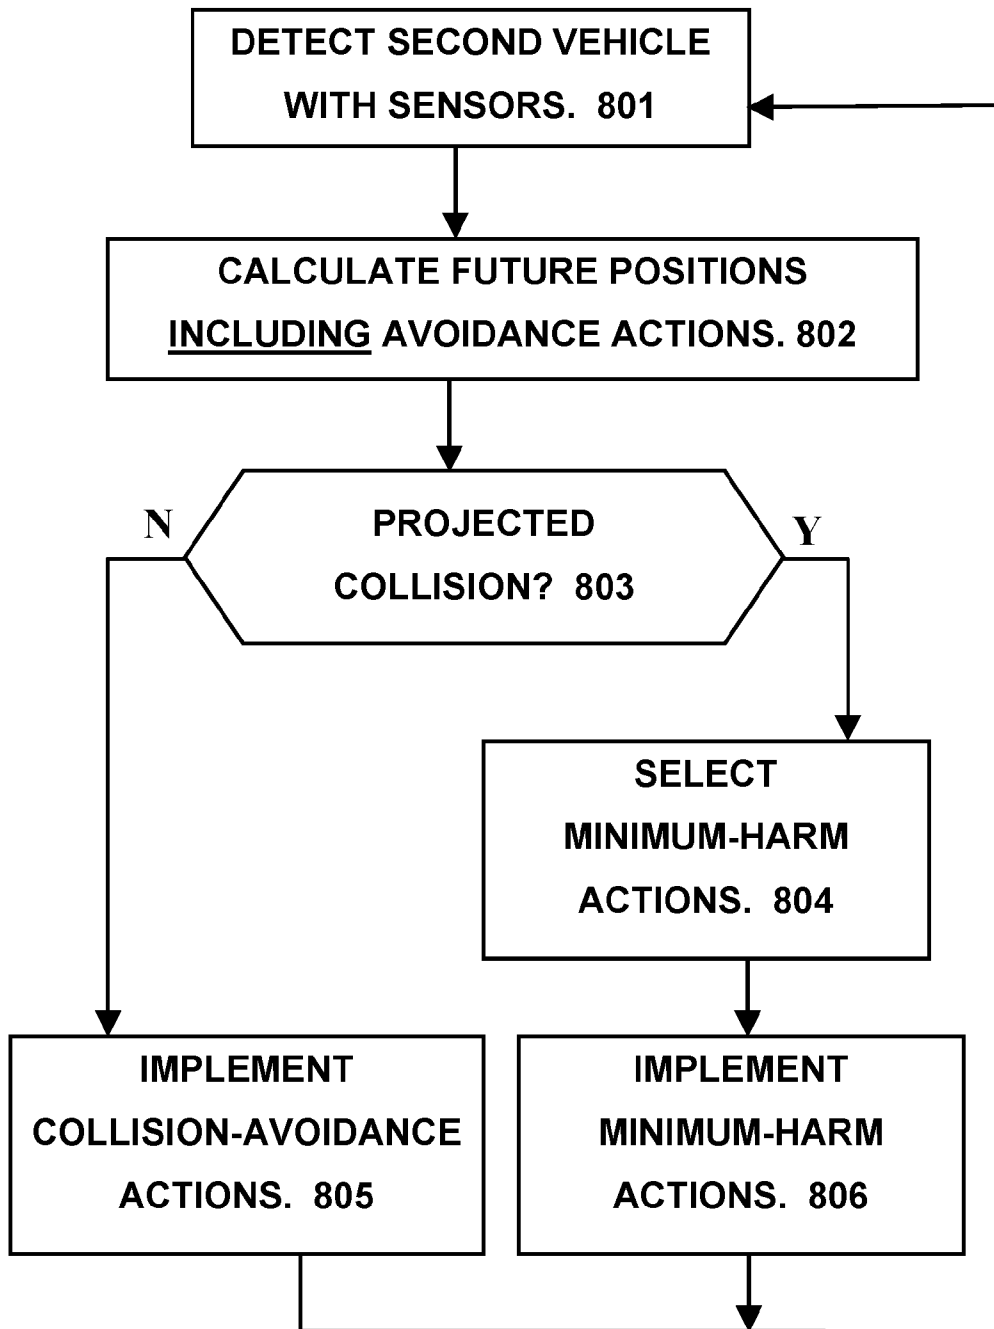 DETECT SECOND VEHICLE
WITH SENSORS. 801
CALCULATE FUTURE POSITIONS
INCLUDING AVOIDANCE ACTIONS. 802
N
PROJECTED
COLLISION? 803
Y
SELECT
MINIMUM-HARM
ACTIONS. 804
IMPLEMENT
COLLISION-AVOIDANCE
ACTIONS. 805
IMPLEMENT
MINIMUM-HARM
ACTIONS. 806